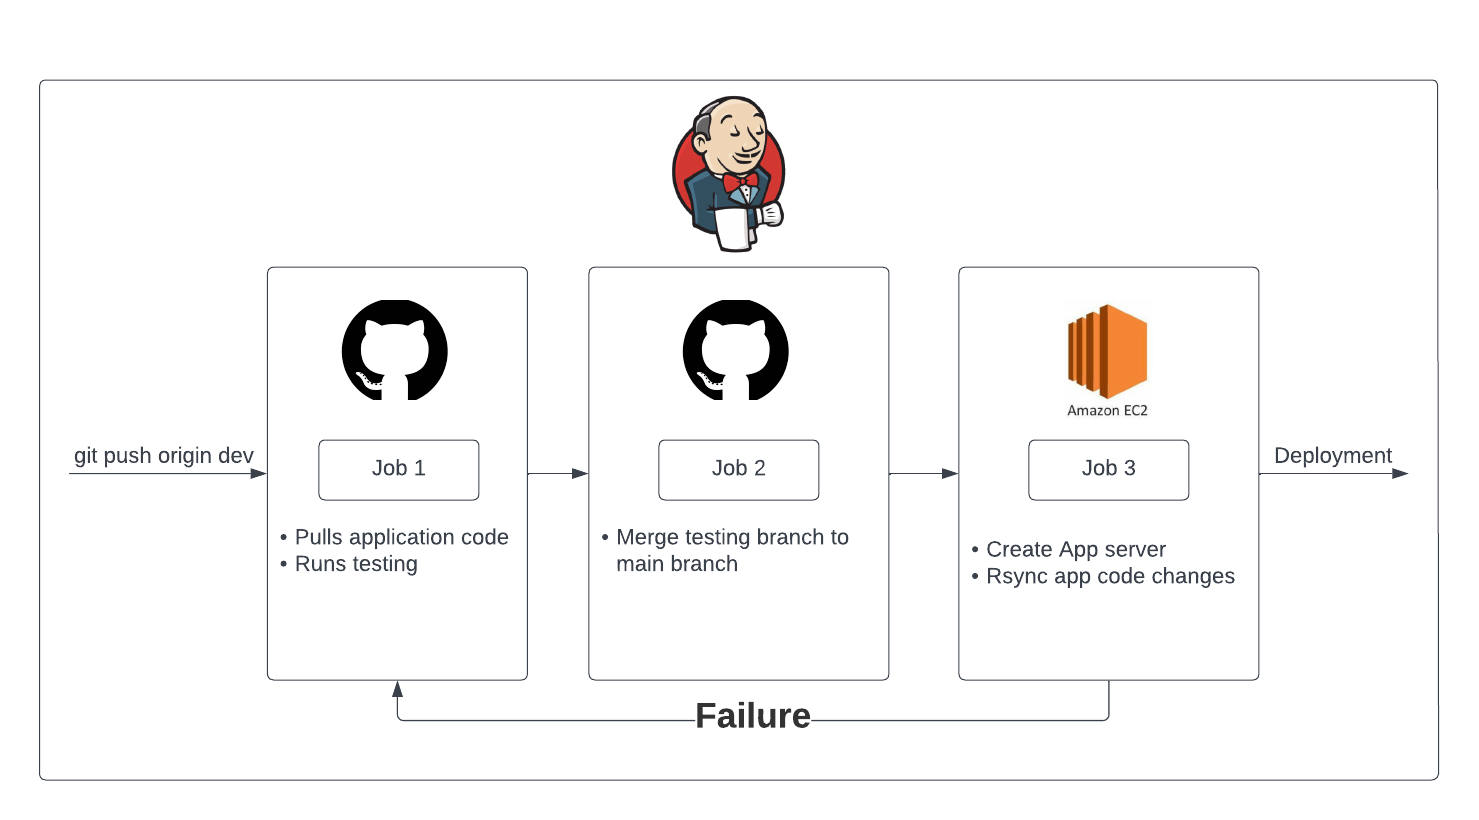 git push origin dev
Job 1
• Pulls application code
• Runs testing
Job 2
• Merge testing branch to
main branch
Amazon EC2
Job 3
• Create App server
• Rsync app code changes
Deployment
Failure